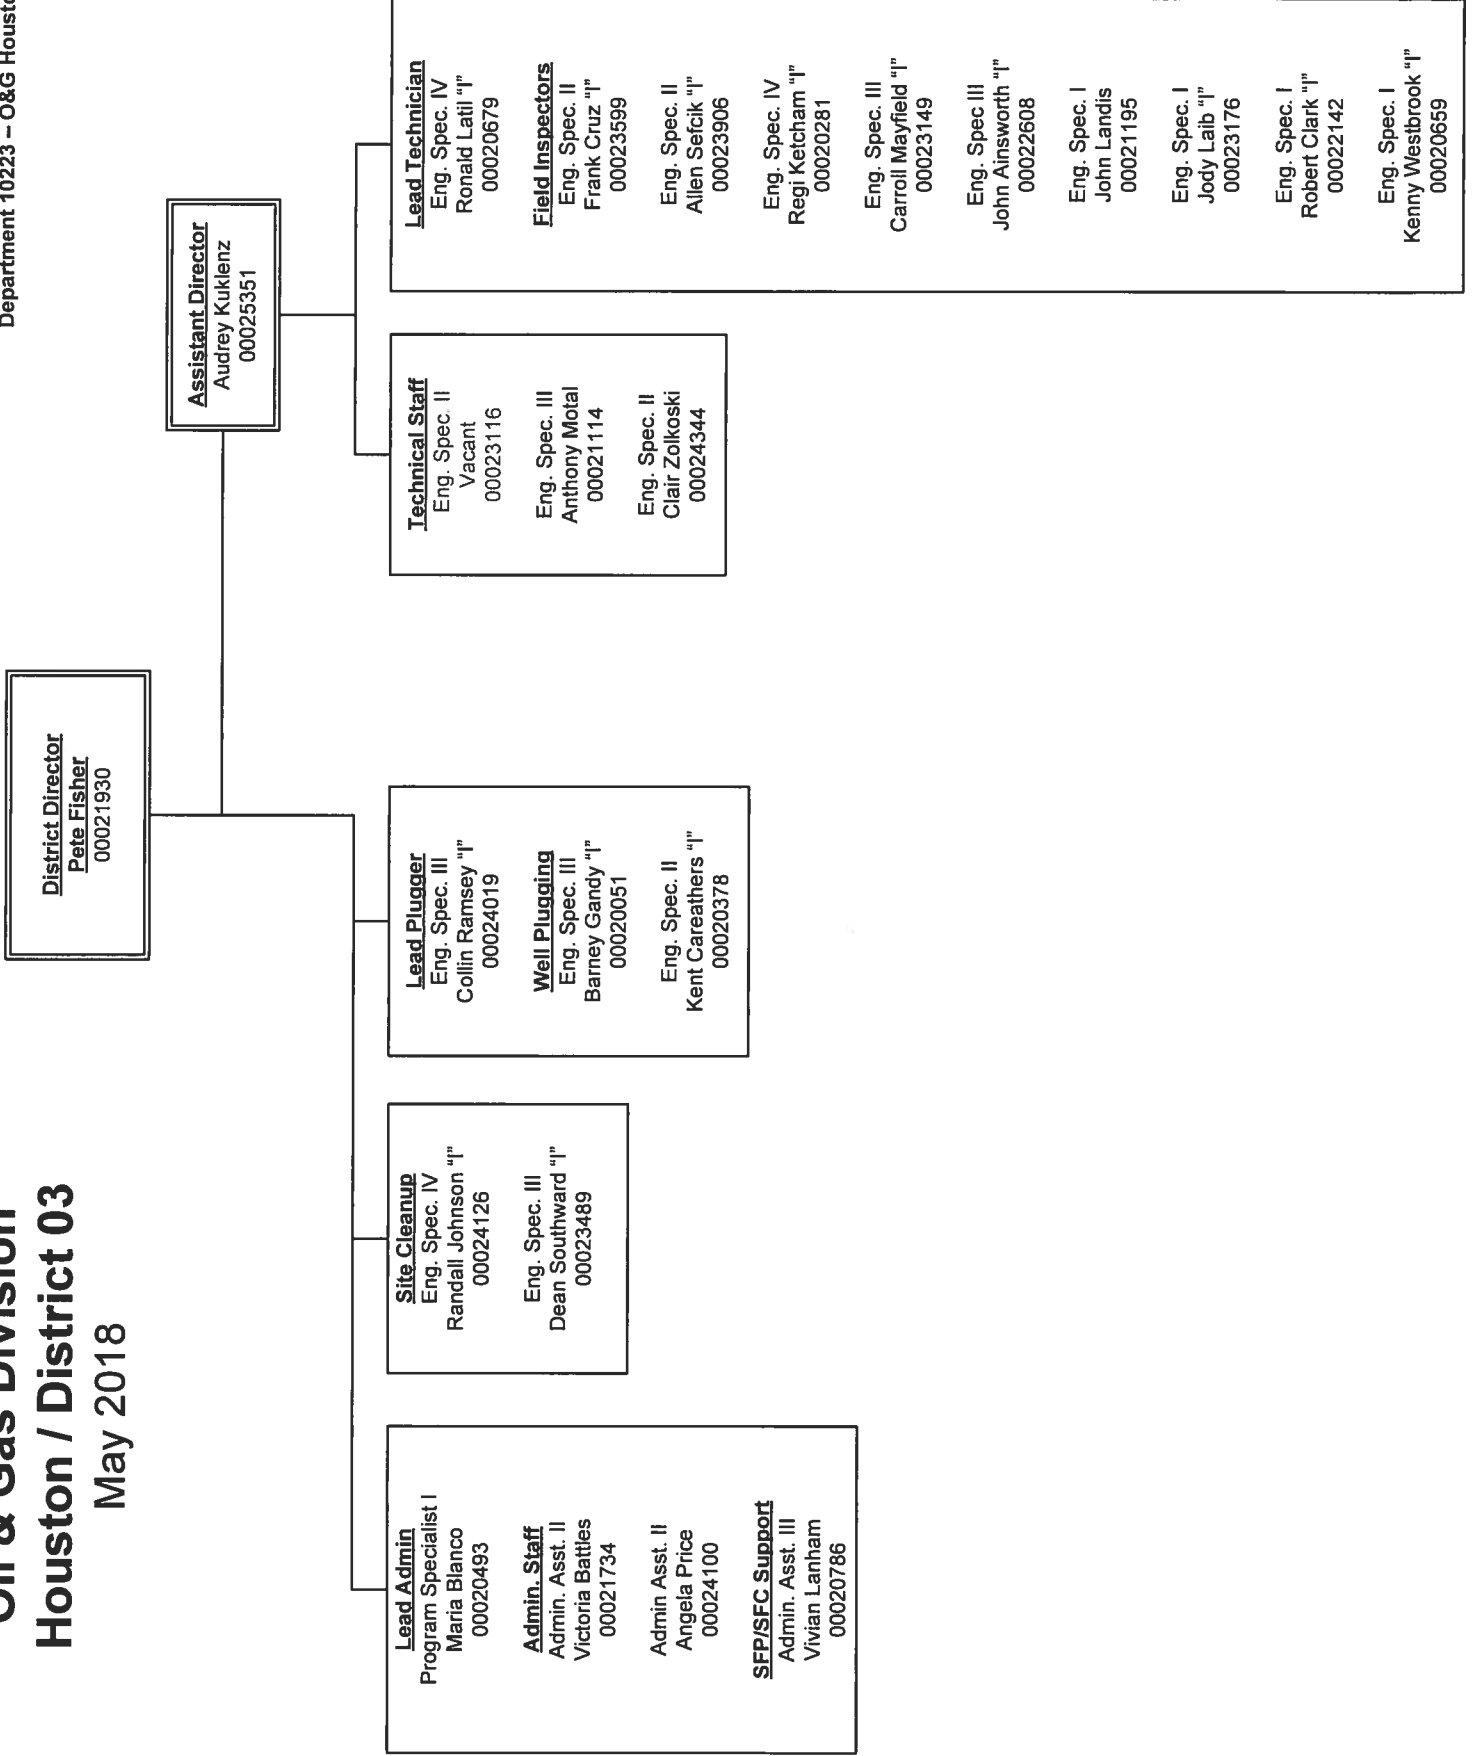 Oil & Gas Division
Houston / District 03
May 2018
Department 10223 – O&G Housto
District Director
Pete Fisher
00021930
Assistant Director
Audrey Kuklenz
00025351
Lead Admin
Program Specialist I
Maria Blanco
00020493
Admin. Staff
Admin. Asst. II
Victoria Battles
00021734
Admin Asst. II
Angela Price
00024100
SFP/SFC Support
Admin. Asst. III
Vivian Lanham
00020786
Site Cleanup
Eng. Spec. IV
Randall Johnson "I"
00024126
Eng. Spec. III
Dean Southward "I"
00023489
Lead Plugger
Eng. Spec. III
Collin Ramsey "I"
00024019
Well Plugging
Eng. Spec. III
Barney Gandy "I"
00020051
Eng. Spec. II
Kent Careathers "I"
00020378
Technical Staff
Eng. Spec. II
Vacant
00023116
Eng. Spec. III
Anthony Motal
00021114
Eng. Spec. II
Clair Zolkoski
00024344
Lead Technician
Eng. Spec. IV
Ronald Latil "I"
00020679
Field Inspectors
Eng. Spec. II
Frank Cruz "I"
00023599
Eng. Spec. II
Allen Sefcik "I"
00023906
Eng. Spec. IV
Regi Ketcham "I"
00020281
Eng. Spec. III
Carroll Mayfield "I"
00023149
Eng. Spec III
John Ainsworth "I"
00022608
Eng. Spec. I
John Landis
00021195
Eng. Spec. I
Jody Laib "I"
00023176
Eng. Spec. I
Robert Clark "I"
00022142
Eng. Spec. I
Kenny Westbrook "I"
00020659